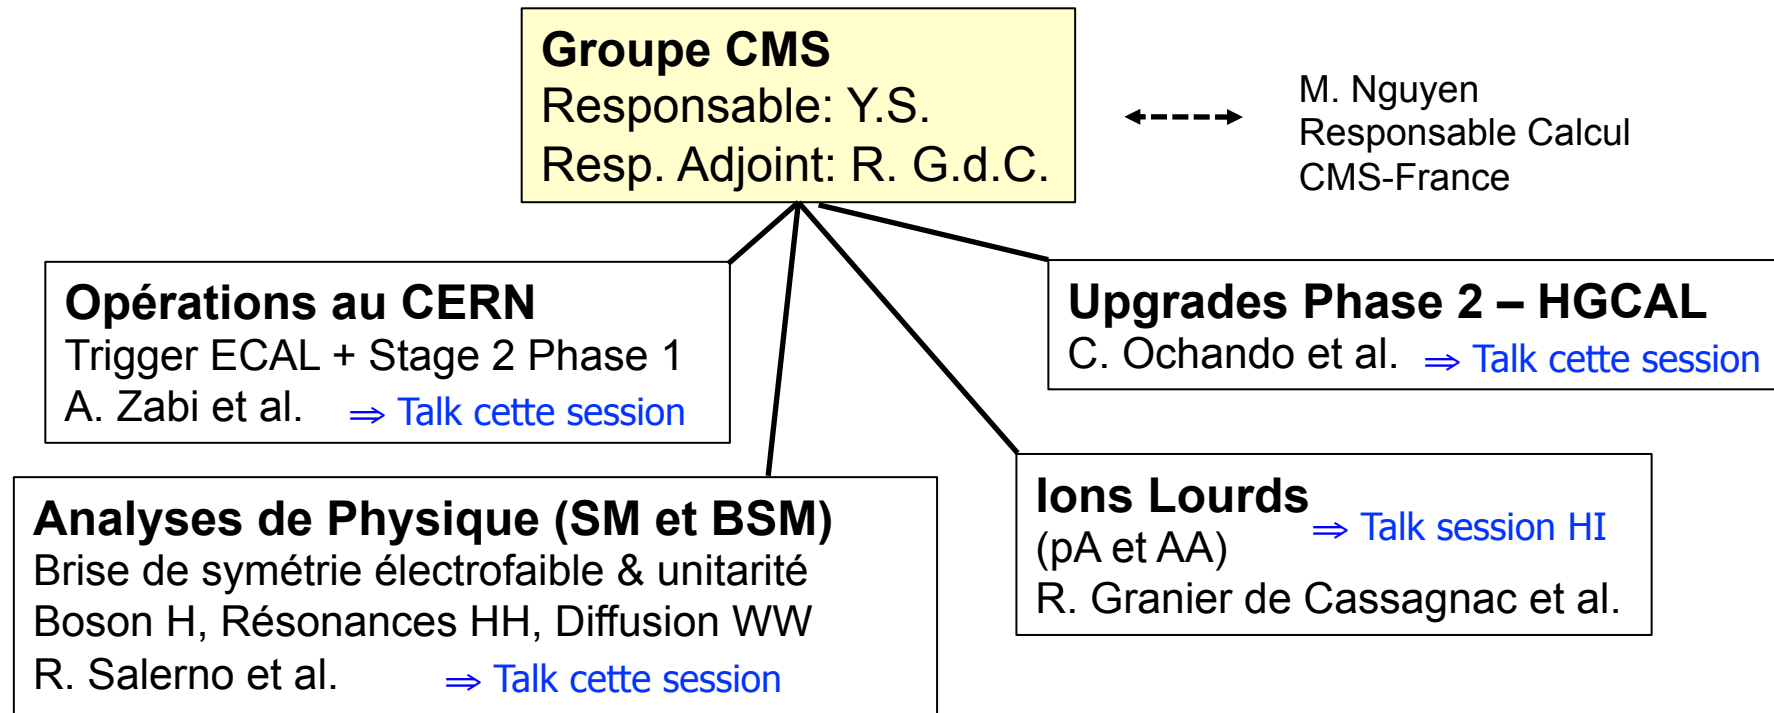 Groupe CMS
Responsable: Y.S.
Resp. Adjoint: R. G.d.C.
M. Nguyen
Responsable Calcul
CMS-France
Opérations au CERN
Trigger ECAL + Stage 2 Phase 1
A. Zabi et al. ⇒ Talk cette session
Upgrades Phase 2 – HGCAL
C. Ochando et al. ⇒ Talk cette session
Analyses de Physique (SM et BSM)
Brise de symétrie électrofaible & unitarité
Boson H, Résonances HH, Diffusion WW
R. Salerno et al. ⇒ Talk cette session
Ions Lourds
⇒ Talk session HI
(pA et AA)
R. Granier de Cassagnac et al.